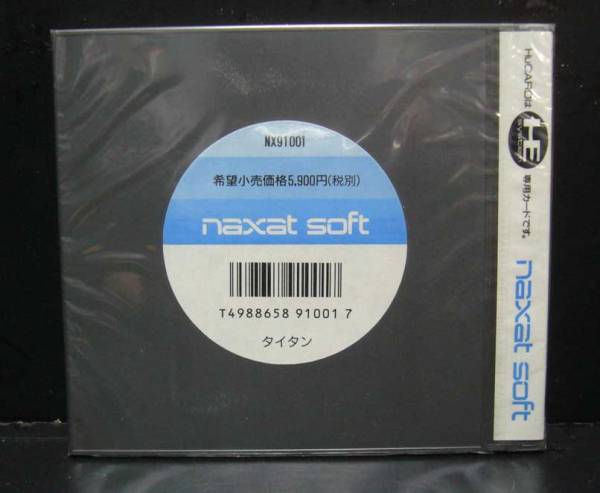 NX91001
希望小売価格5,900円(税別)
naxat soft
T4988658 91001 7
タイタン
HuCARDは
HE
SYSTEM
専用カードです。
naxat soft